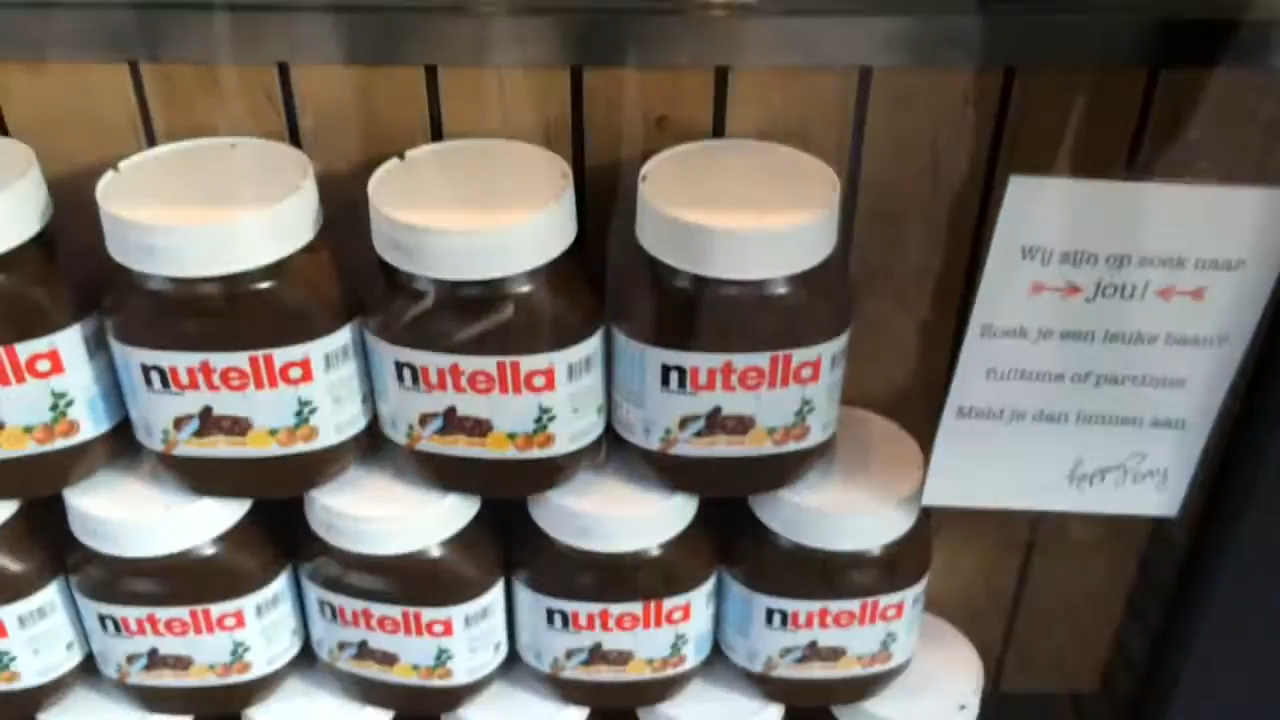 nutella
nutella
nutella
lla
Wij zijn op zoek naar
jou!
Zoek je een leuke baan?
fulltime of parttime
Meld je dan binnen aan
nutella
nutella
nutella
nutella